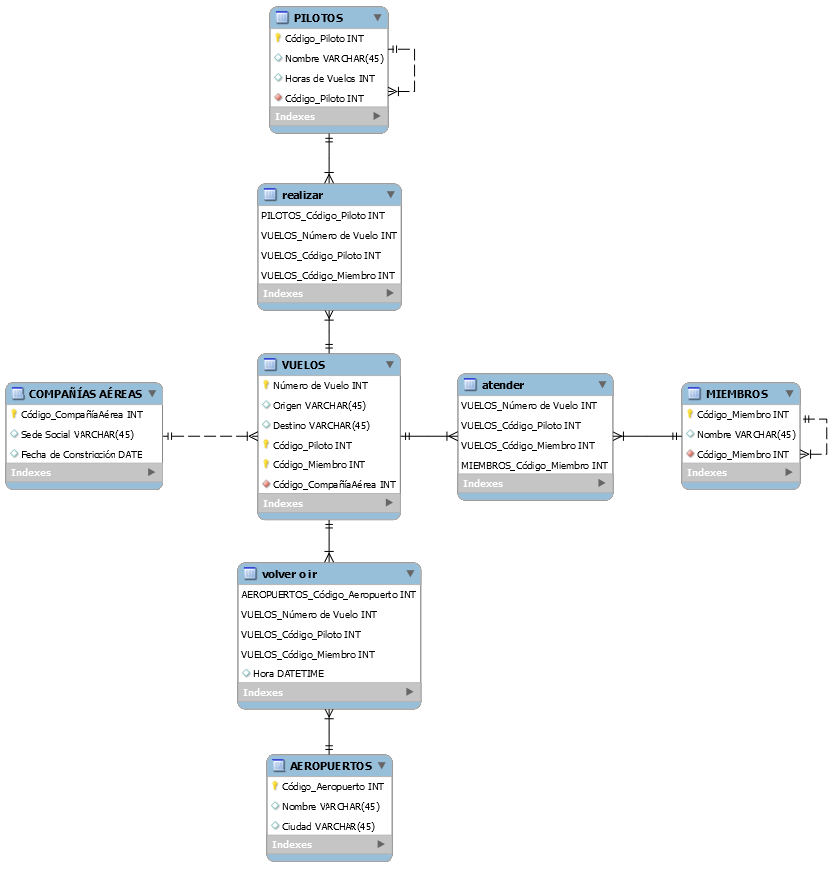 PILOTOS
Código_Piloto INT
Nombre VARCHAR(45)
Horas de Vuelos INT
Código_Piloto INT
Indexes
realizar
PILOTOS_Código_Piloto INT
VUELOS_Número de Vuelo INT
VUELOS_Código_Piloto INT
VUELOS_Código_Miembro INT
Indexes
COMPAÑÍAS AÉREAS
Código_CompañíaAérea INT
Sede Social VARCHAR(45)
Fecha de Constricción DATE
Indexes
VUELOS
Número de Vuelo INT
Origen VARCHAR(45)
Destino VARCHAR(45)
Código_Piloto INT
Código_Miembro INT
Código_CompañíaAérea INT
Indexes
atender
VUELOS_Número de Vuelo INT
VUELOS_Código_Piloto INT
VUELOS_Código_Miembro INT
MIEMBROS_Código_Miembro INT
Indexes
MIEMBROS
Código_Miembro INT
Nombre VARCHAR(45)
Código_Miembro INT
Indexes
volver o ir
AEROPUERTOS_Código_Aeropuerto INT
VUELOS_Número de Vuelo INT
VUELOS_Código_Piloto INT
VUELOS_Código_Miembro INT
Hora DATETIME
Indexes
AEROPUERTOS
Código_Aeropuerto INT
Nombre VARCHAR(45)
Ciudad VARCHAR(45)
Indexes